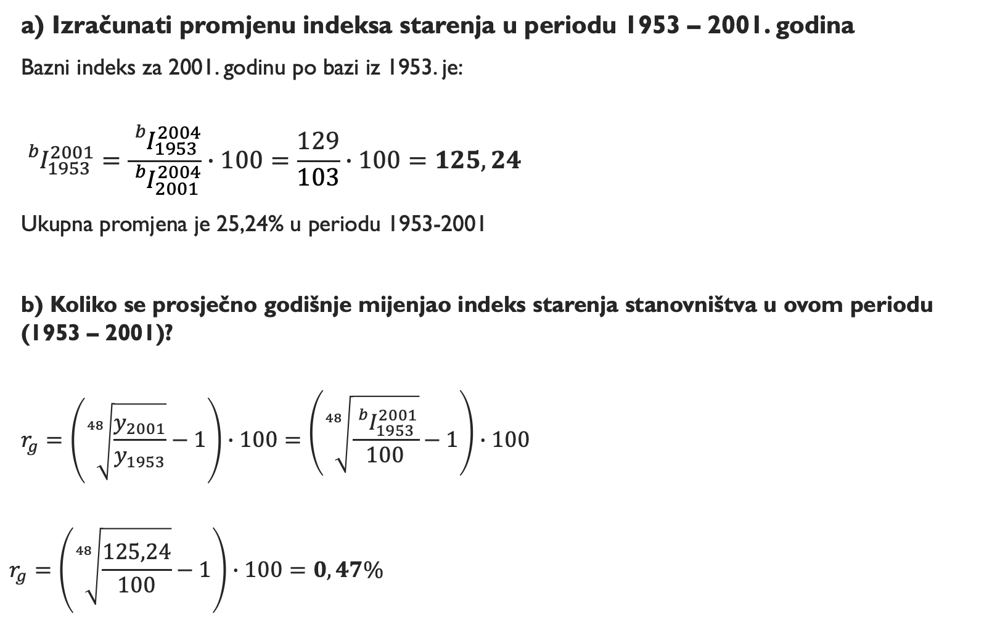 a) Izračunati promjenu indeksa starenja u periodu 1953 – 2001. godina
Bazni indeks za 2001. godinu po bazi iz 1953. je:
$^{b}I_{1953}^{2001} = \frac{^{b}I_{1953}^{2004}}{^{b}I_{2001}^{2004}} \cdot 100 = \frac{129}{103} \cdot 100 = \mathbf{125,24}$
Ukupna promjena je 25,24% u periodu 1953-2001
b) Koliko se prosječno godišnje mijenjao indeks starenja stanovništva u ovom periodu
(1953 – 2001)?
$r_g = \left( \sqrt[48]{\frac{y_{2001}}{y_{1953}}} - 1 \right) \cdot 100 = \left( \sqrt[48]{\frac{^{b}I_{1953}^{2001}}{100}} - 1 \right) \cdot 100$
$r_g = \left( \sqrt[48]{\frac{125,24}{100}} - 1 \right) \cdot 100 = \mathbf{0,47}\%$